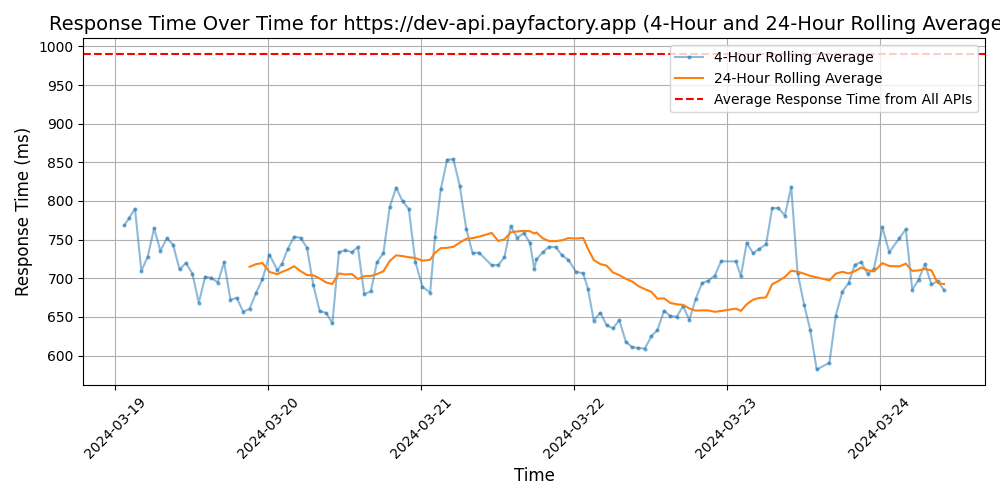 Response Time Over Time for https://dev-api.payfactory.app (4-Hour and 24-Hour Rolling Average
1000
950
900
850
800
750
700
650
600
Response Time (ms)
4-Hour Rolling Average
24-Hour Rolling Average
Average Response Time from All APIs
2024-03-19
2024-03-20
2024-03-21
2024-03-22
2024-03-23
2024-03-24
Time